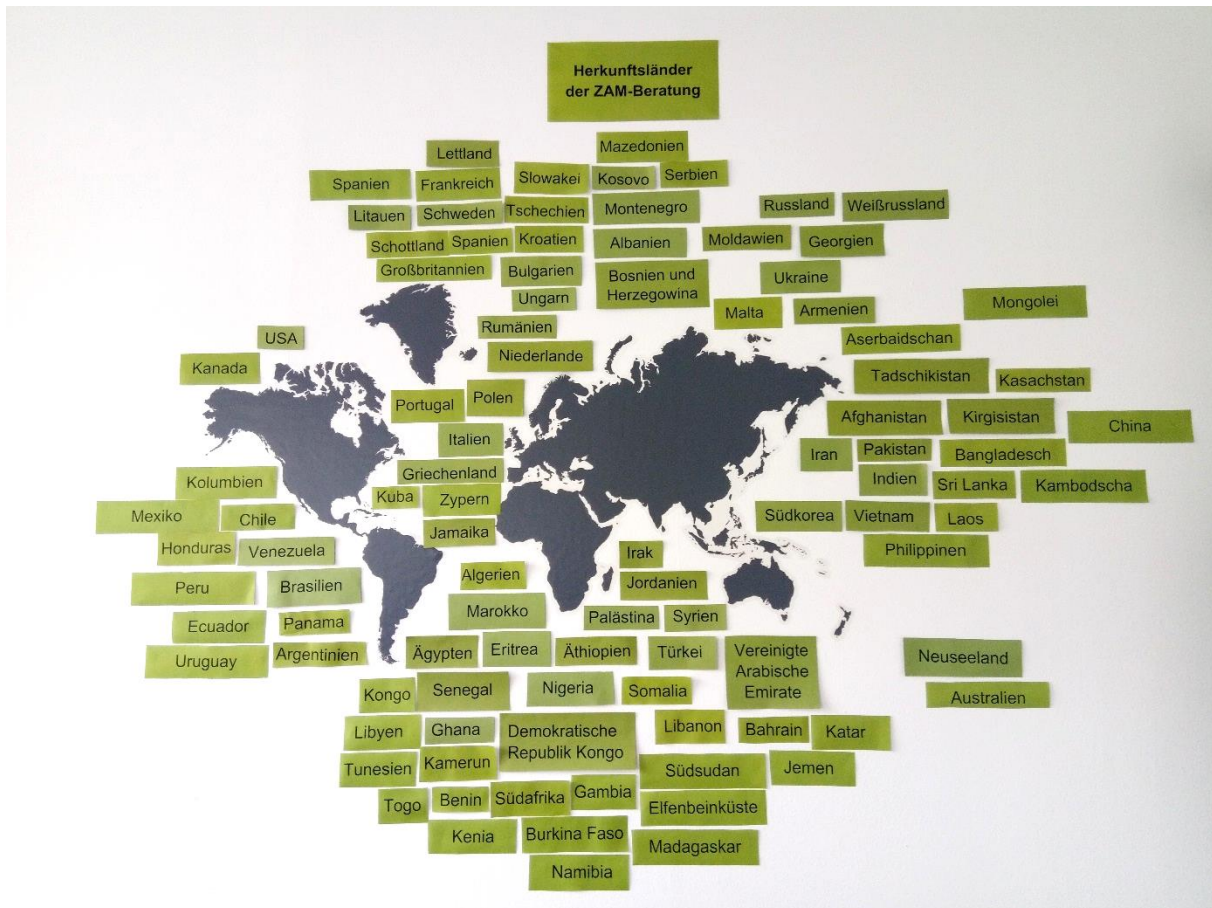 Herkunftsländer
der ZAM-Beratung
Lettland
Mazedonien
Spanien
Frankreich
Slowakei
Kosovo
Serbien
Litauen
Schweden
Tschechien
Montenegro
Russland
Weißrussland
Schottland
Spanien
Kroatien
Albanien
Moldawien
Georgien
Großbritannien
Bulgarien
Bosnien und
Herzegowina
Ukraine
Ungarn
Malta
Armenien
Mongolei
USA
Rumänien
Aserbaidschan
Kanada
Niederlande
Tadschikistan
Kasachstan
Portugal
Polen
Afghanistan
Kirgisistan
China
Italien
Iran
Pakistan
Bangladesch
Kolumbien
Griechenland
Indien
Sri Lanka
Kambodscha
Kuba
Zypern
Mexiko
Chile
Jamaika
Südkorea
Vietnam
Laos
Honduras
Venezuela
Irak
Philippinen
Peru
Brasilien
Algerien
Jordanien
Marokko
Palästina
Syrien
Ecuador
Panama
Uruguay
Argentinien
Ägypten
Eritrea
Äthiopien
Türkei
Vereinigte
Arabische
Emirate
Neuseeland
Australien
Kongo
Senegal
Nigeria
Somalia
Libyen
Ghana
Demokratische
Republik Kongo
Libanon
Bahrain
Katar
Tunesien
Kamerun
Südsudan
Jemen
Togo
Benin
Südafrika
Gambia
Elfenbeinküste
Kenia
Burkina Faso
Madagaskar
Namibia